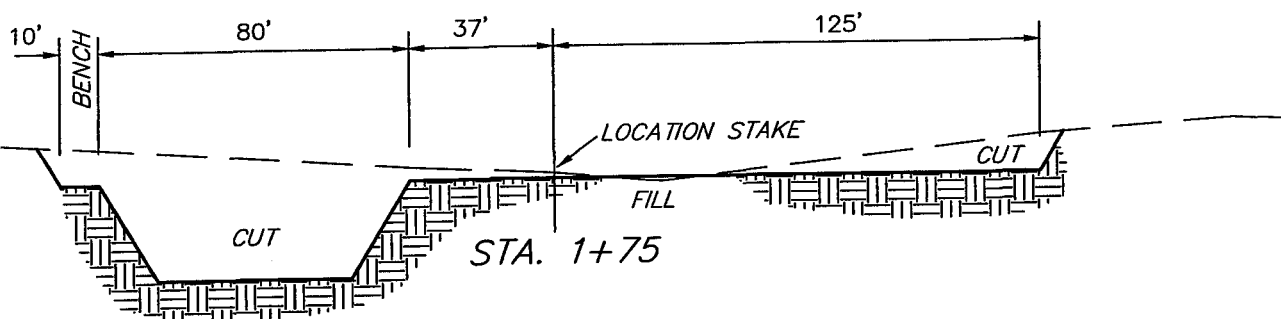 10'
80'
37'
125'
BENCH
LOCATION STAKE
CUT
FILL
CUT
STA. 1+75